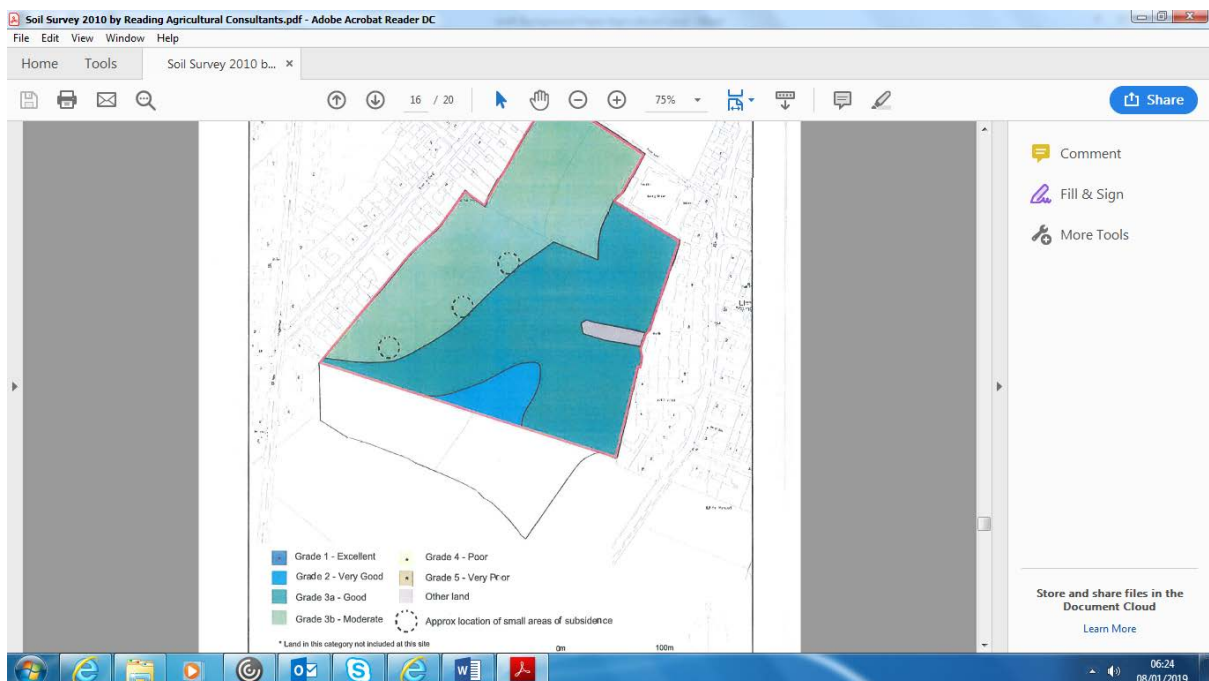 Soil Survey 2010 by Reading Agricultural Consultants.pdf - Adobe Acrobat Reader DC
File Edit View Window Help
Home Tools Soil Survey 2010 b... ×
16 / 20 75% Share
Comment
Fill & Sign
More Tools
Grade 1 - Excellent
Grade 2 - Very Good
Grade 3a - Good
Grade 3b - Moderate
Grade 4 - Poor
Grade 5 - Very Poor
Other land
Approx location of small areas of subsidence
* Land in this category not included at this site
0m 100m
Store and share files in the
Document Cloud
Learn More
06:24
08/01/2019